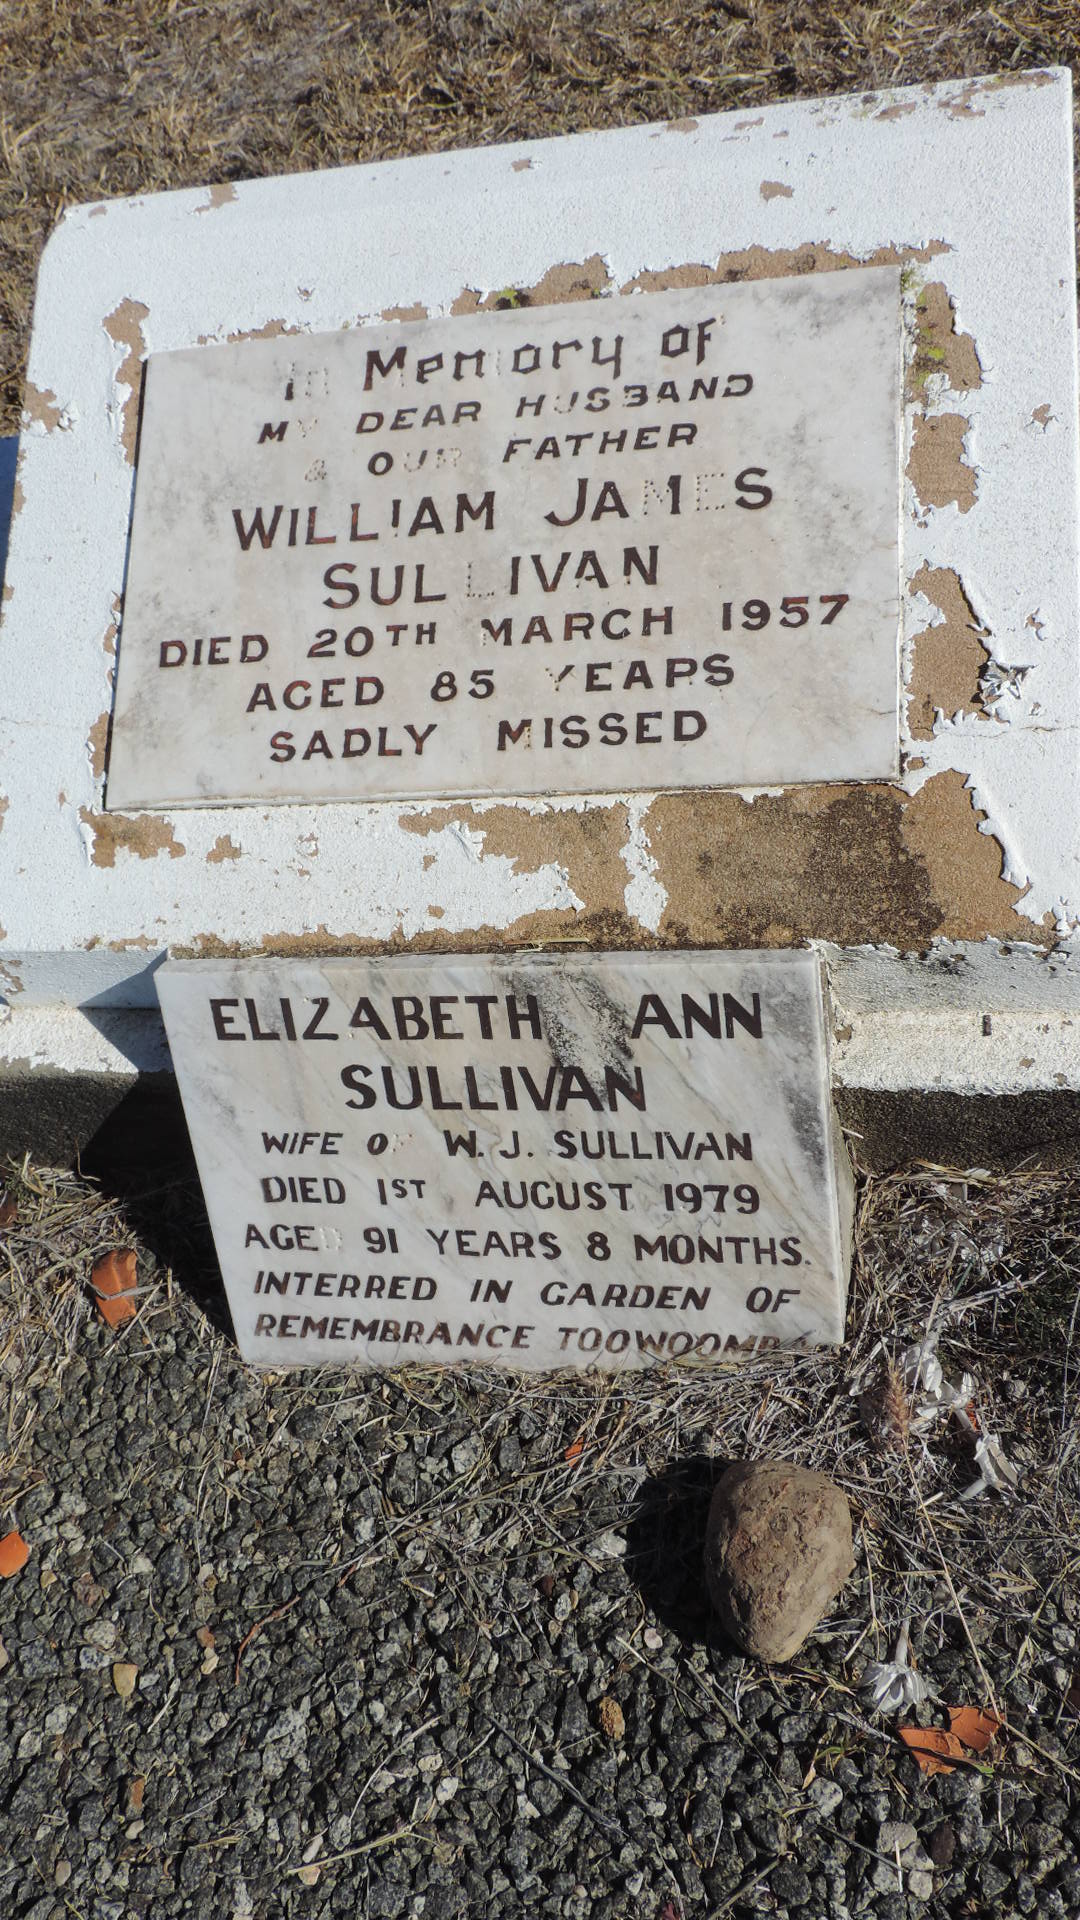 In Memory of
MY DEAR HUSBAND
& OUR FATHER
WILLIAM JAMES
SULLIVAN
DIED 20TH MARCH 1957
AGED 85 YEARS
SADLY MISSED
ELIZABETH ANN
SULLIVAN
WIFE OF W. J. SULLIVAN
DIED 1ST AUGUST 1979
AGED 91 YEARS 8 MONTHS.
INTERRED IN GARDEN OF
REMEMBRANCE TOOWOOMBA